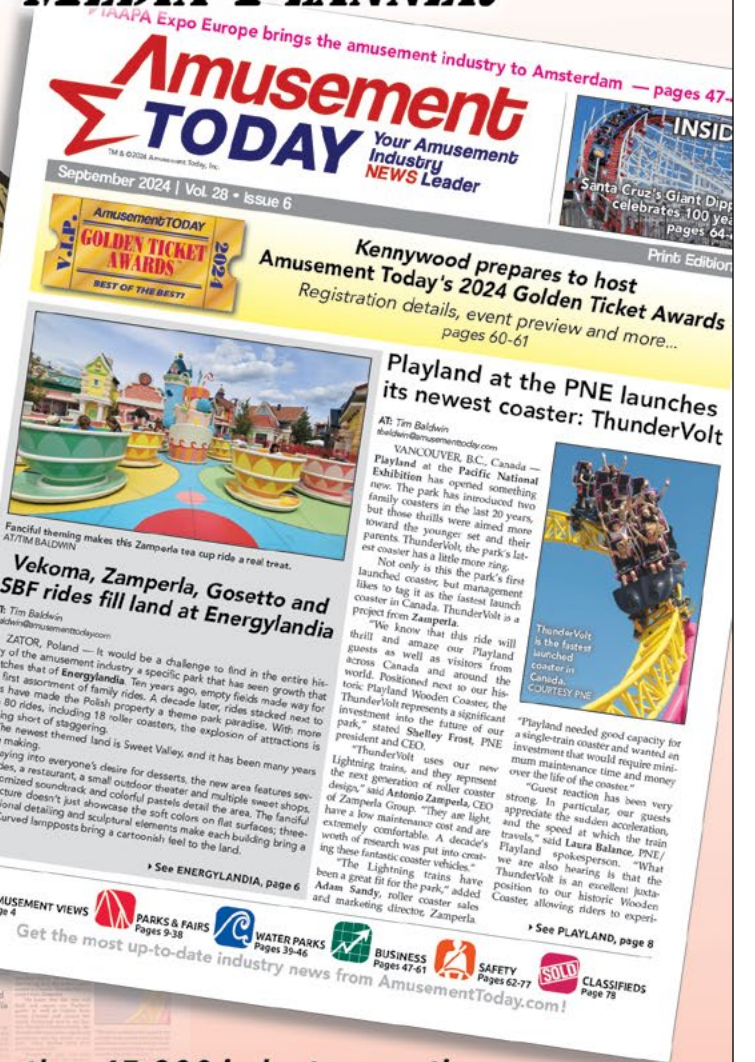 MEDIA PLANNER
IAAPA Expo Europe brings the amusement industry to Amsterdam — pages 47-
Amusement
TODAY
Your Amusement
Industry
NEWS Leader
TM & ©2024 Amusement Today, Inc.
INSID
Santa Cruz's Giant Dipp
celebrates 100 yea
pages 64-
September 2024 | Vol. 28 • Issue 6
Print Edition
AmusementTODAY
V.I.P.
GOLDEN TICKET
AWARDS
2024
BEST OF THE BEST!
Kennywood prepares to host
Amusement Today's 2024 Golden Ticket Awards
Registration details, event preview and more...
pages 60-61
Fanciful theming makes this Zamperla tea cup ride a real treat.
AT/TIM BALDWIN
Vekoma, Zamperla, Gosetto and
SBF rides fill land at Energylandia
T: Tim Baldwin
aldwin@amusementtoday.com
ZATOR, Poland — It would be a challenge to find in the entire his-
y of the amusement industry a specific park that has seen growth that
tches that of Energylandia. Ten years ago, empty fields made way for
first assortment of family rides. A decade later, rides stacked next to
s have made the Polish property a theme park paradise. With more
80 rides, including 18 roller coasters, the explosion of attractions is
ing short of staggering.
he newest themed land is Sweet Valley, and it has been many years
making.
aying into everyone's desire for desserts, the new area features sev-
des, a restaurant, a small outdoor theater and multiple sweet shops.
omized soundtrack and colorful pastels detail the area. The fanciful
cture doesn't just showcase the soft colors on flat surfaces; three-
ional detailing and sculptural elements make each building bring a
Curved lampposts bring a cartoonish feel to the land.
See ENERGYLANDIA, page 6
Playland at the PNE launches
its newest coaster: ThunderVolt
AT: Tim Baldwin
tbaldwin@amusementtoday.com
VANCOUVER, B.C., Canada —
Playland at the Pacific National
Exhibition has opened something
new. The park has introduced two
family coasters in the last 20 years,
but those thrills were aimed more
toward the younger set and their
parents. ThunderVolt, the park's lat-
est coaster has a little more zing.
Not only is this the park's first
launched coaster, but management
likes to tag it as the fastest launch
coaster in Canada. ThunderVolt is a
project from Zamperla.
"We know that this ride will
thrill and amaze our Playland
guests as well as visitors from
across Canada and around the
world. Positioned next to our his-
toric Playland Wooden Coaster, the
ThunderVolt represents a significant
investment into the future of our
park," stated Shelley Frost, PNE
president and CEO.
"ThunderVolt uses our new
Lightning trains, and they represent
the next generation of roller coaster
design," said Antonio Zamperla, CEO
of Zamperla Group. "They are light,
have a low maintenance cost and are
extremely comfortable. A decade's
worth of research was put into creat-
ing these fantastic coaster vehicles."
"The Lightning trains have
been a great fit for the park," added
Adam Sandy, roller coaster sales
and marketing director, Zamperla.
ThunderVolt
is the fastest
launched
coaster in
Canada.
COURTESY PNE
"Playland needed good capacity for
a single-train coaster and wanted an
investment that would require mini-
mum maintenance time and money
over the life of the coaster."
"Guest reaction has been very
strong. In particular, our guests
appreciate the sudden acceleration,
and the speed at which the train
travels," said Laura Balance, PNE/
Playland spokesperson. "What
we are also hearing is that the
ThunderVolt is an excellent juxta-
position to our historic Wooden
Coaster, allowing riders to experi-
See PLAYLAND, page 8
MUSEMENT VIEWS
ge 4
PARKS & FAIRS
Pages 9-38
WATER PARKS
Pages 39-46
BUSINESS
Pages 47-61
SAFETY
Pages 62-77
SOLD
CLASSIFIEDS
Page 78
Get the most up-to-date industry news from AmusementToday.com!